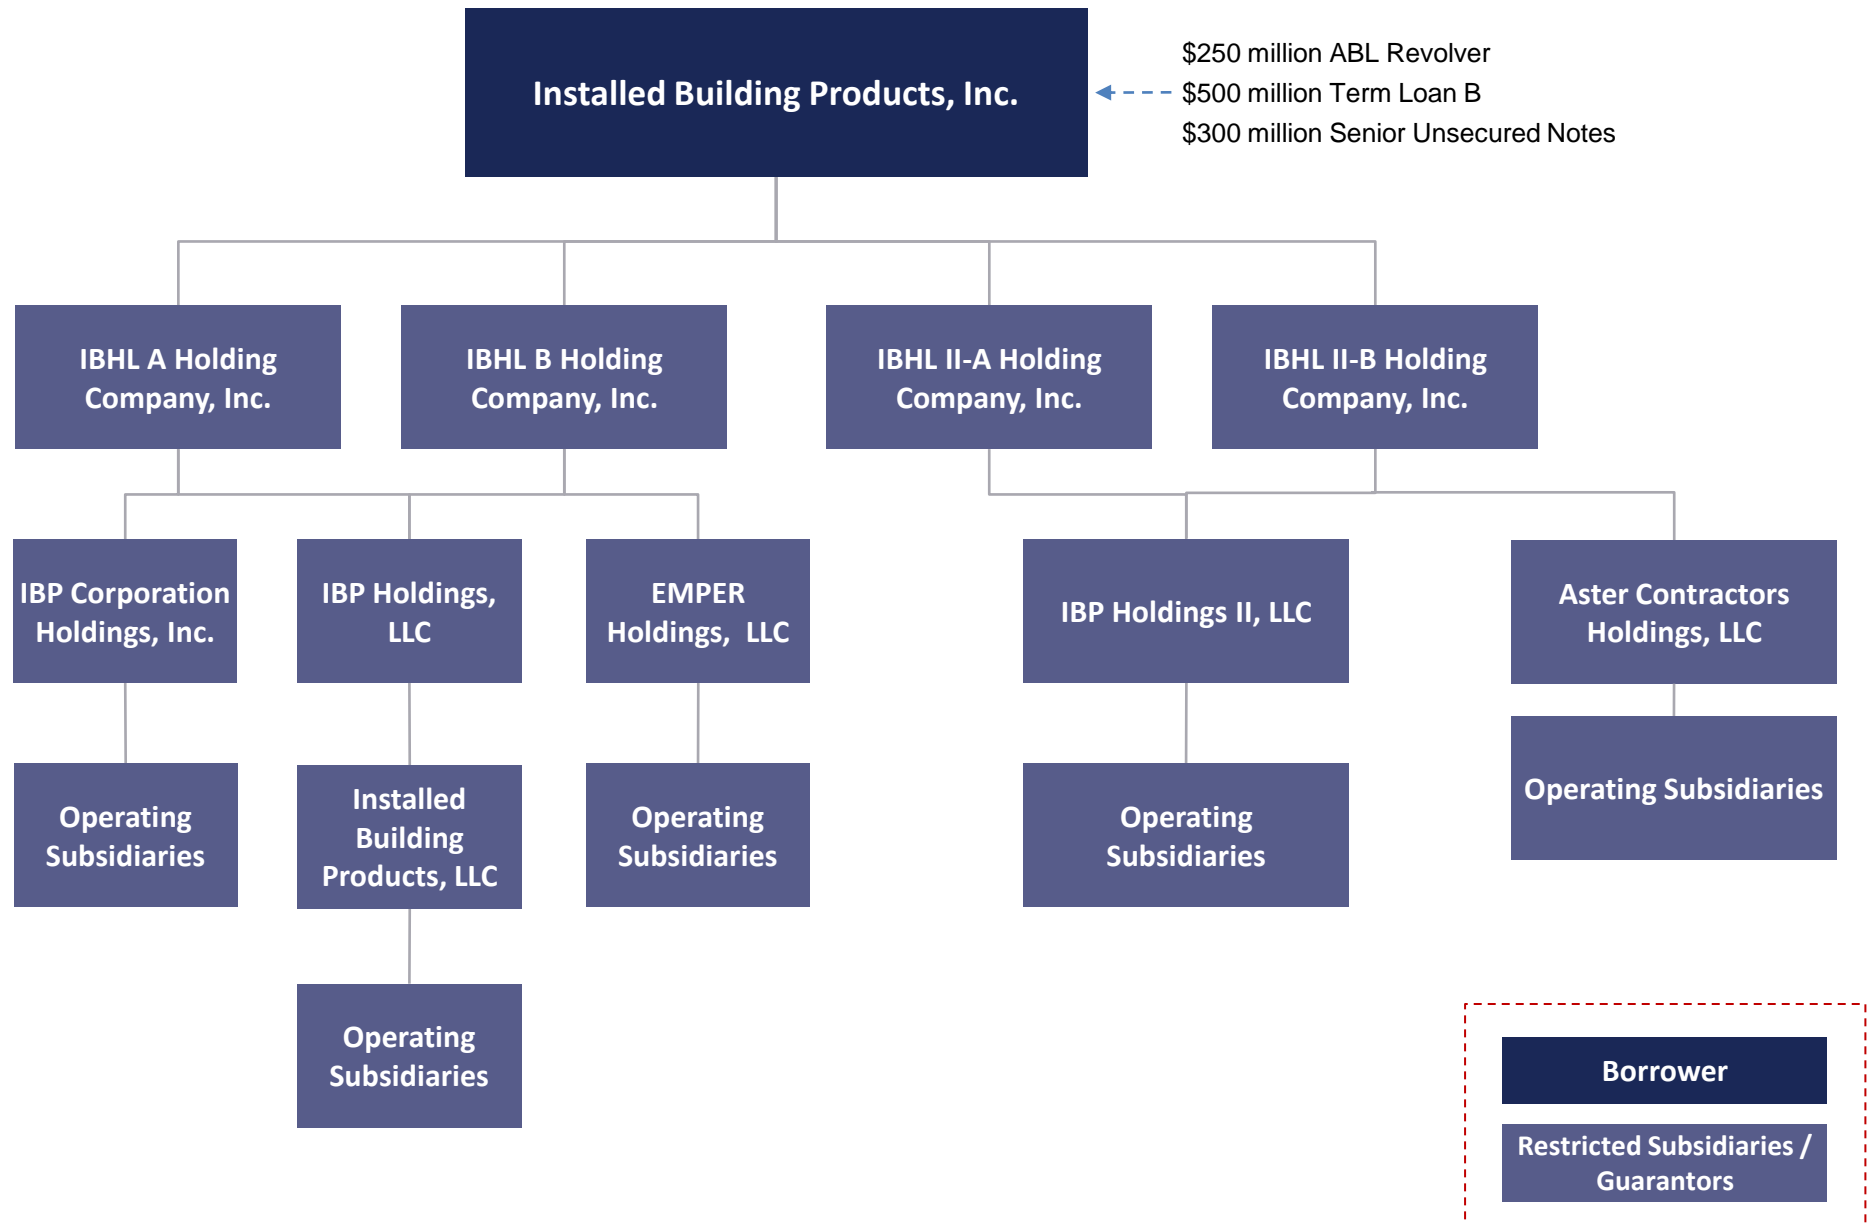 Installed Building Products, Inc.
$250 million ABL Revolver
$500 million Term Loan B
$300 million Senior Unsecured Notes
IBHL A Holding
Company, Inc.
IBHL B Holding
Company, Inc.
IBHL II-A Holding
Company, Inc.
IBHL II-B Holding
Company, Inc.
IBP Corporation
Holdings, Inc.
IBP Holdings,
LLC
EMPER
Holdings, LLC
IBP Holdings II, LLC
Aster Contractors
Holdings, LLC
Operating
Subsidiaries
Installed
Building
Products, LLC
Operating
Subsidiaries
Operating
Subsidiaries
Operating Subsidiaries
Operating
Subsidiaries
Borrower
Restricted Subsidiaries /
Guarantors